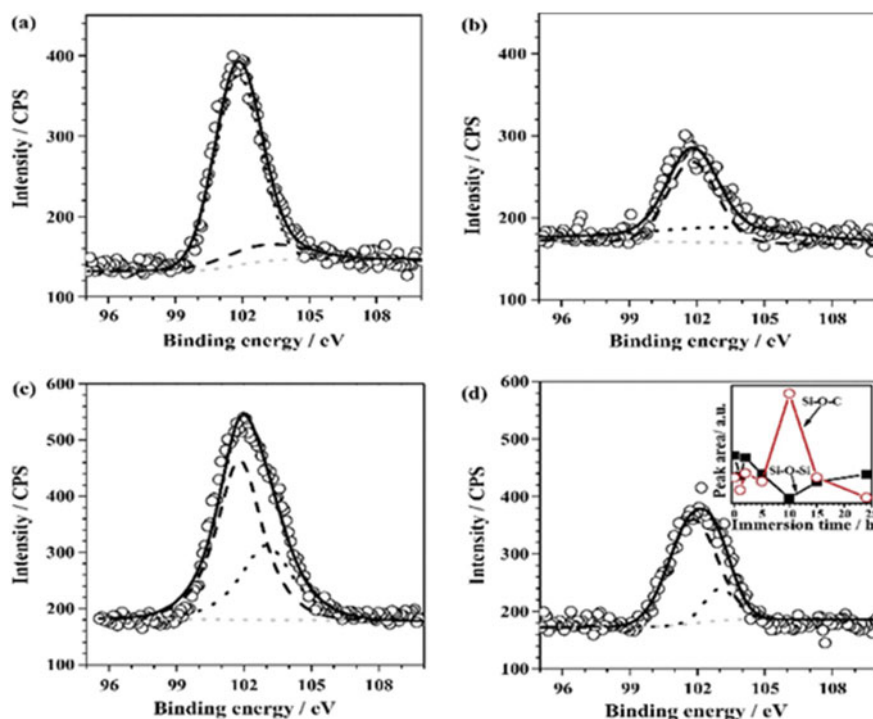 (a)
400
300
200
100
Intensity / CPS
96 99 102 105 108
Binding energy / eV
(b)
400
300
200
100
Intensity / CPS
96 99 102 105 108
Binding energy / eV
(c)
600
500
400
300
200
100
Intensity / CPS
96 99 102 105 108
Binding energy / eV
(d)
600
500
400
300
200
100
Intensity / CPS
96 99 102 105 108
Binding energy / eV
Peak area/ a.u.
Si-O-C
Si-O-Si
0 5 10 15 20 25
Immersion time / h